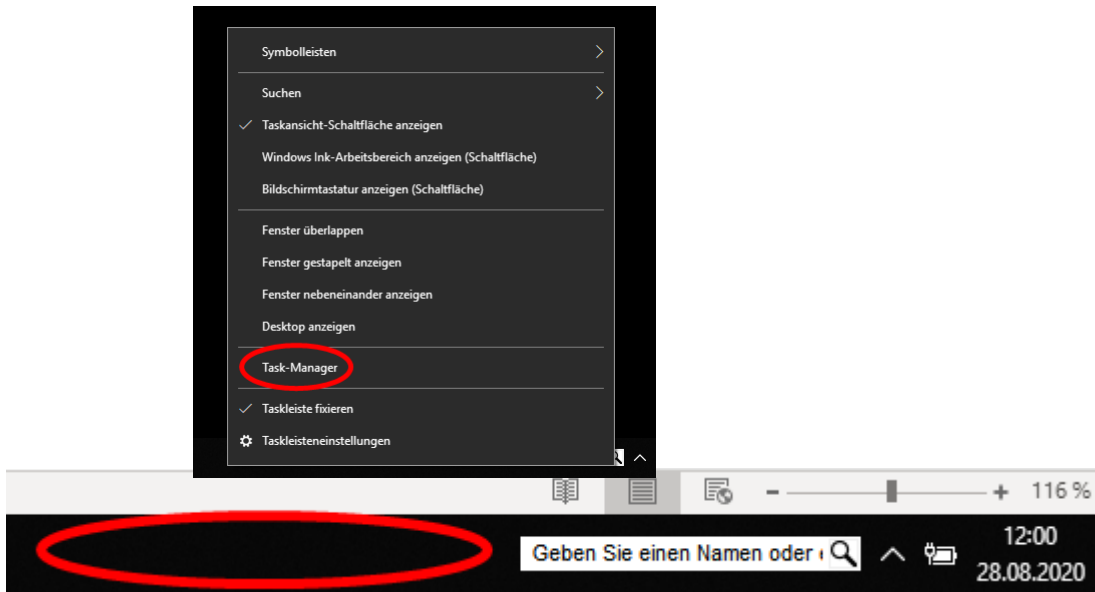 Symbolleisten
Suchen
Taskansicht-Schaltfläche anzeigen
Windows Ink-Arbeitsbereich anzeigen (Schaltfläche)
Bildschirmtastatur anzeigen (Schaltfläche)
Fenster überlappen
Fenster gestapelt anzeigen
Fenster nebeneinander anzeigen
Desktop anzeigen
Task-Manager
Taskleiste fixieren
Taskleisteneinstellungen
116 %
Geben Sie einen Namen oder
12:00
28.08.2020